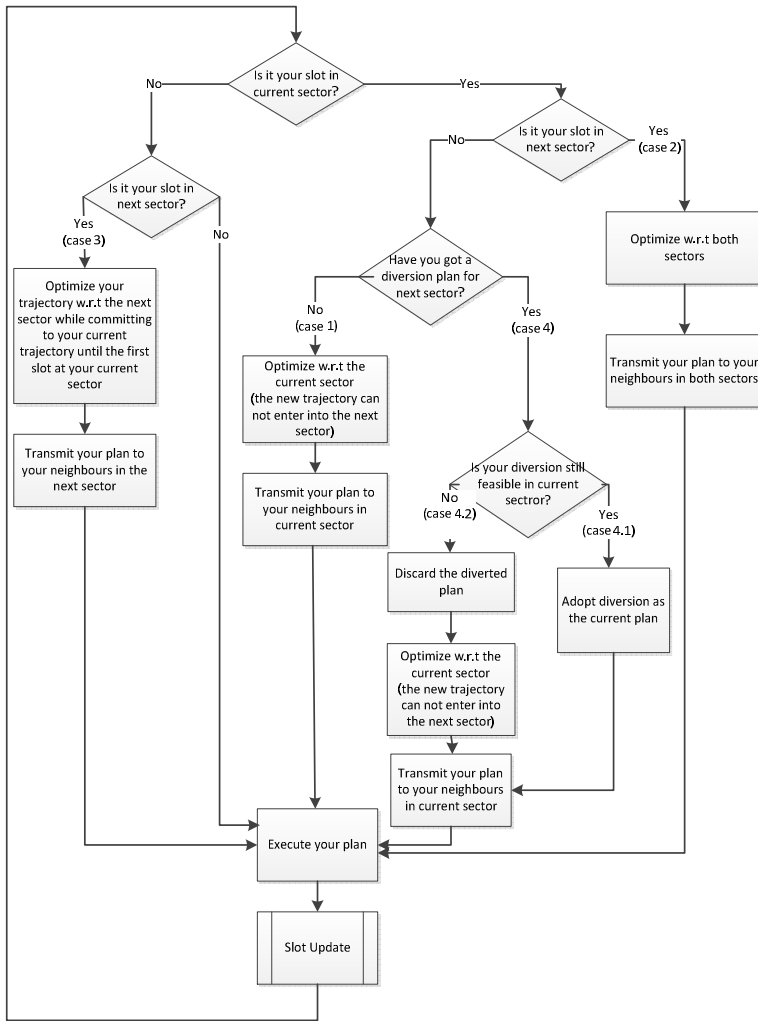 Is it your slot in
current sector?
No
Yes
Is it your slot in
next sector?
No
Yes
(case 2)
Is it your slot in
next sector?
Yes
(case 3)
No
Optimize w.r.t both
sectors
Have you got a
diversion plan for
next sector?
Optimize your
trajectory w.r.t the next
sector while committing
to your current
trajectory until the first
slot at your current
sector
No
(case 1)
Yes
(case 4)
Transmit your plan to your
neighbours in both sectors
Optimize w.r.t the
current sector
(the new trajectory can
not enter into the next
sector)
Transmit your plan to
your neighbours in the
next sector
Transmit your plan to
your neighbours in
current sector
Is your diversion still
feasible in current
sectror?
No
(case 4.2)
Yes
(case4.1)
Discard the diverted
plan
Adopt diversion as
the current plan
Optimize w.r.t the
current sector
(the new trajectory
can not enter into
the next sector)
Transmit your plan
to your neighbours
in current sector
Execute your plan
Slot Update